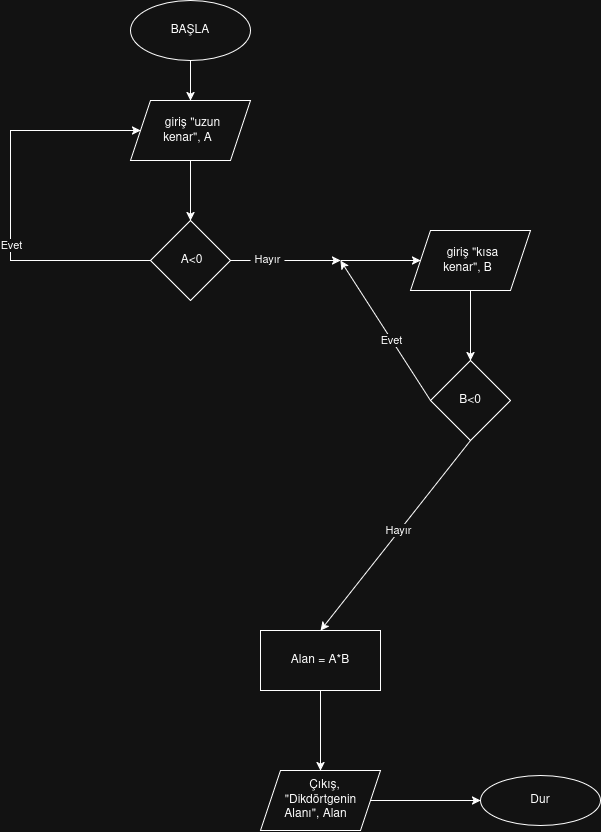 BAŞLA
giriş "uzun
kenar", A
Evet
A<0
Hayır
giriş "kısa
kenar", B
Evet
B<0
Hayır
Alan = A*B
Çıkış,
"Dikdörtgenin
Alanı", Alan
Dur